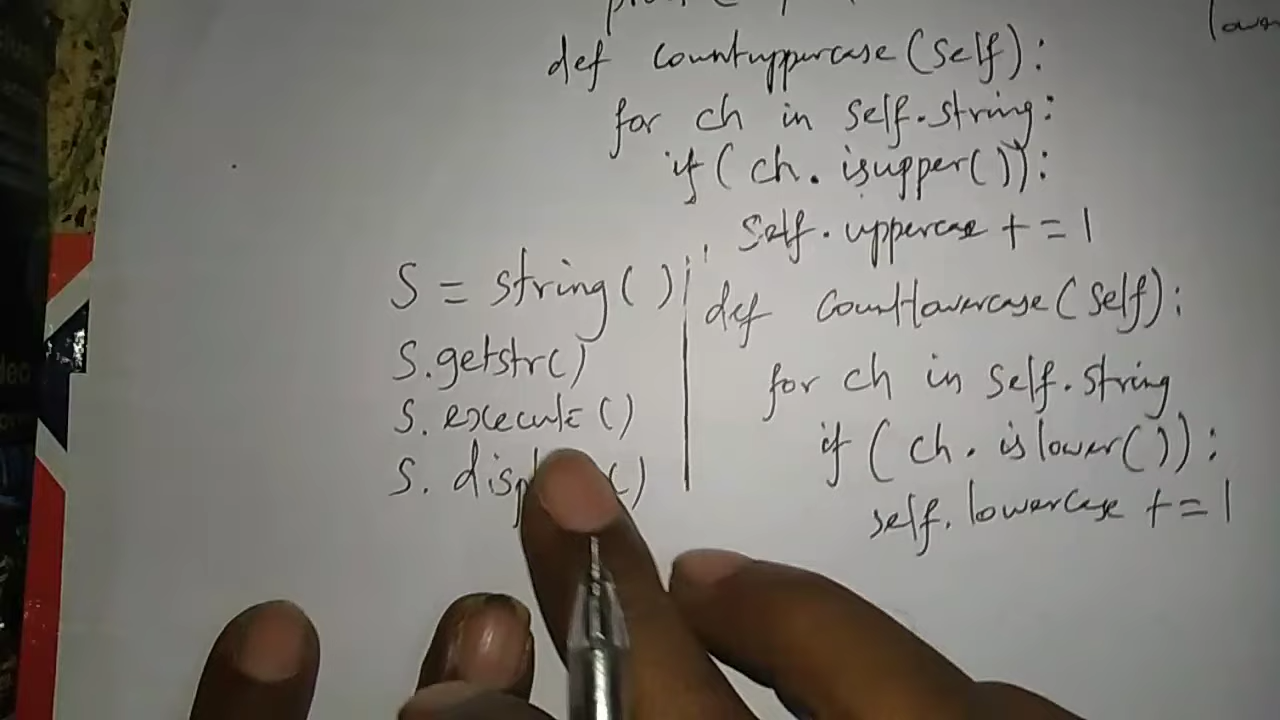 def countuppercase(self):
for ch in self.string:
if (ch.isupper()):
self.uppercase += 1
S = string()
S.getstr()
S.execute()
S.
def countlowercase(self):
for ch in self.string
if (ch.islower()):
self.lowercase += 1